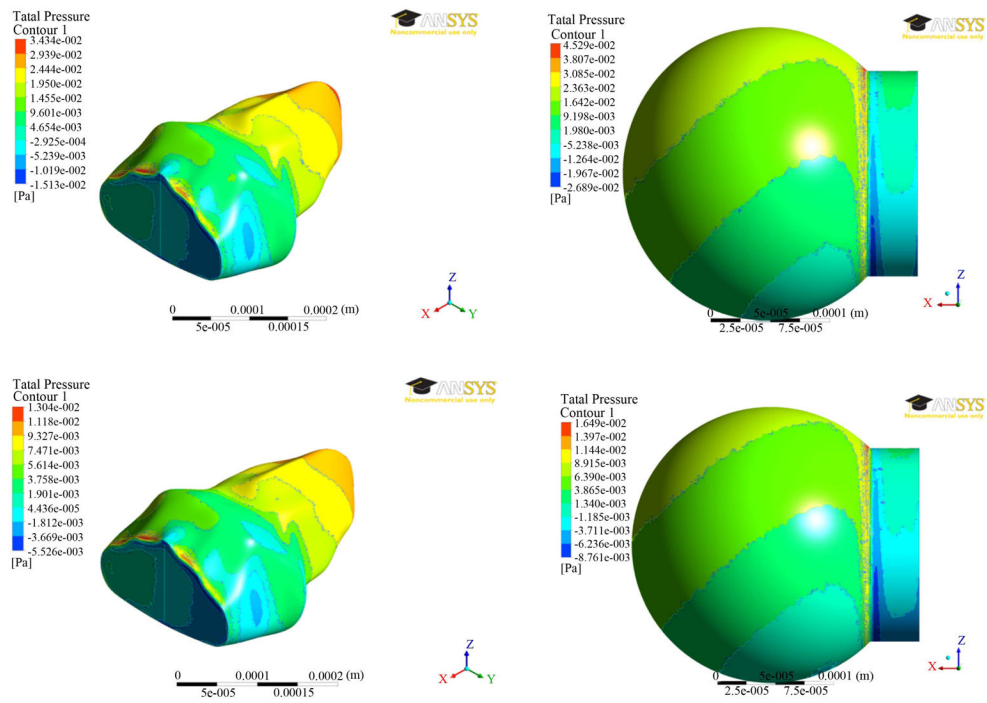 Tatal Pressure
Contour 1
3.434e-002
2.939e-002
2.444e-002
1.950e-002
1.455e-002
9.601e-003
4.654e-003
-2.925e-004
-5.239e-003
-1.019e-002
-1.513e-002
[Pa]
ANSYS
Noncommercial use only
Z
X
Y
0 0.0001 0.0002 (m)
5e-005 0.00015
Tatal Pressure
Contour 1
4.529e-002
3.807e-002
3.085e-002
2.363e-002
1.642e-002
9.198e-003
1.980e-003
-5.238e-003
-1.264e-002
-1.967e-002
-2.689e-002
[Pa]
ANSYS
Noncommercial use only
Z
X
0 5e-005 0.0001 (m)
2.5e-005 7.5e-005
Tatal Pressure
Contour 1
1.304e-002
1.118e-002
9.327e-003
7.471e-003
5.614e-003
3.758e-003
1.901e-003
4.436e-005
-1.812e-003
-3.669e-003
-5.526e-003
[Pa]
ANSYS
Noncommercial use only
Z
X
Y
0 0.0001 0.0002 (m)
5e-005 0.00015
Tatal Pressure
Contour 1
1.649e-002
1.397e-002
1.144e-002
8.915e-003
6.390e-003
3.865e-003
1.340e-003
-1.185e-003
-3.711e-003
-6.236e-003
-8.761e-003
[Pa]
ANSYS
Noncommercial use only
Z
X
0 5e-005 0.0001 (m)
2.5e-005 7.5e-005